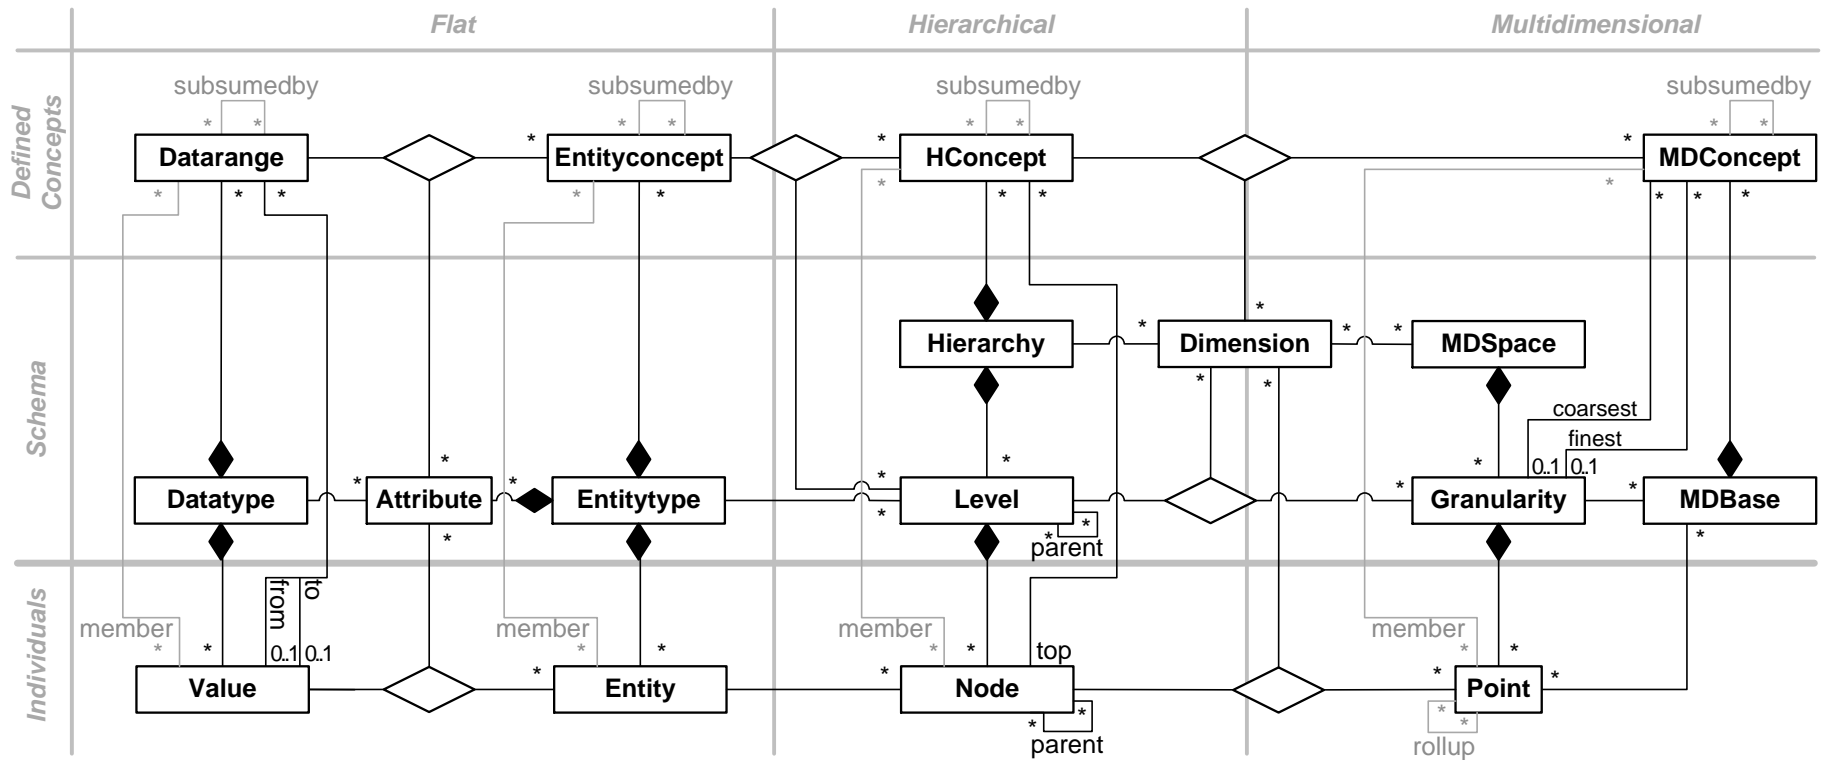 Flat
Hierarchical
Multidimensional
Defined
Concepts
subsumedby
* *
subsumedby
* *
subsumedby
* *
subsumedby
* *
Datarange
*
Entityconcept
*
HConcept
*
MDConcept
* * *
* *
* * *
* * * *
Schema
*
Hierarchy
*
Dimension
* *
MDSpace
* *
coarsest
finest
* * * * 0..1 0..1
Datatype
*
Attribute
*
Entitytype
*
Level
*
Granularity
*
MDBase
* * * * *
parent
Individuals
from
to
member
* *
0..1 0..1
member
* *
member
* *
top
member
* *
Value
Entity
*
Node
*
Point
* *
* *
parent
* *
rollup